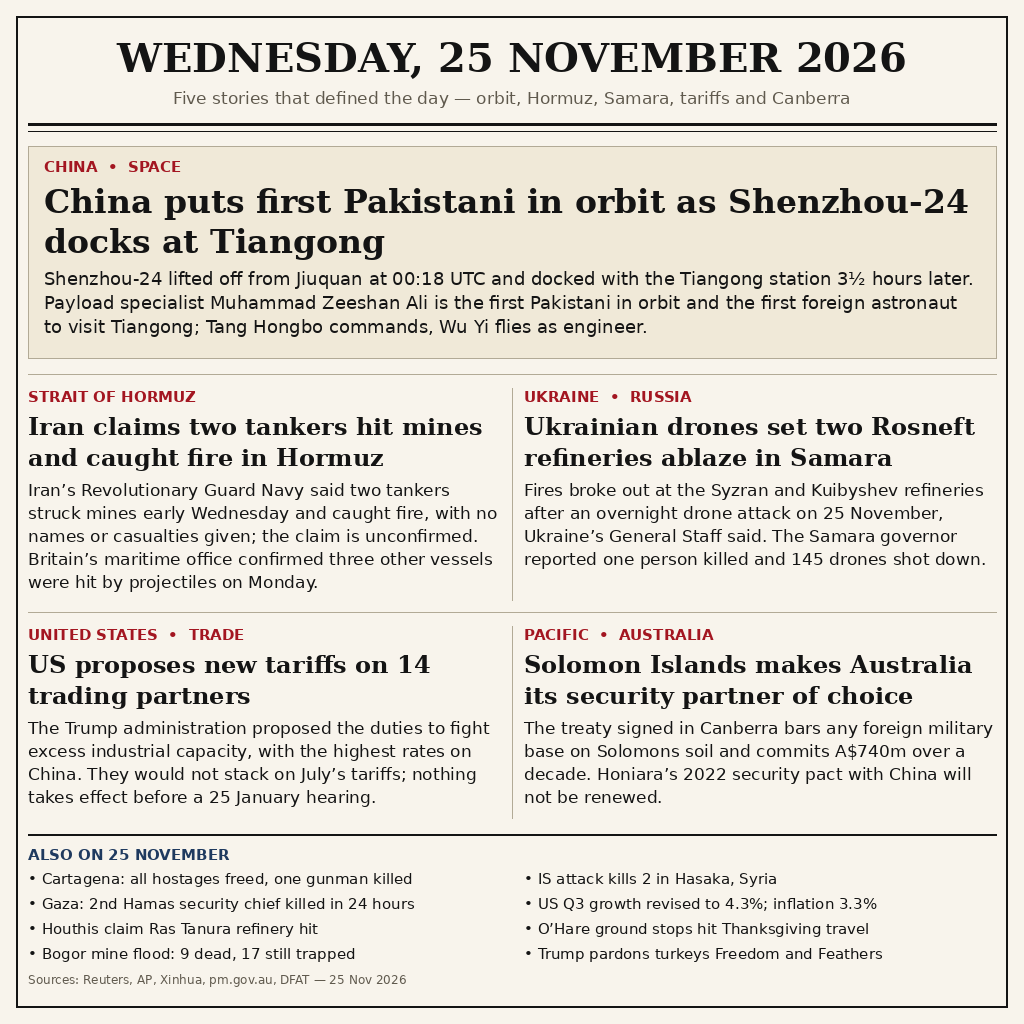 WEDNESDAY, 25 NOVEMBER 2026
Five stories that defined the day — orbit, Hormuz, Samara, tariffs and Canberra
CHINA • SPACE
China puts first Pakistani in orbit as Shenzhou-24
docks at Tiangong
Shenzhou-24 lifted off from Jiuquan at 00:18 UTC and docked with the Tiangong station 3½ hours later.
Payload specialist Muhammad Zeeshan Ali is the first Pakistani in orbit and the first foreign astronaut
to visit Tiangong; Tang Hongbo commands, Wu Yi flies as engineer.
STRAIT OF HORMUZ
Iran claims two tankers hit mines
and caught fire in Hormuz
Iran’s Revolutionary Guard Navy said two tankers
struck mines early Wednesday and caught fire, with no
names or casualties given; the claim is unconfirmed.
Britain’s maritime office confirmed three other vessels
were hit by projectiles on Monday.
UKRAINE • RUSSIA
Ukrainian drones set two Rosneft
refineries ablaze in Samara
Fires broke out at the Syzran and Kuibyshev refineries
after an overnight drone attack on 25 November,
Ukraine’s General Staff said. The Samara governor
reported one person killed and 145 drones shot down.
UNITED STATES • TRADE
US proposes new tariffs on 14
trading partners
The Trump administration proposed the duties to fight
excess industrial capacity, with the highest rates on
China. They would not stack on July’s tariffs; nothing
takes effect before a 25 January hearing.
PACIFIC • AUSTRALIA
Solomon Islands makes Australia
its security partner of choice
The treaty signed in Canberra bars any foreign military
base on Solomons soil and commits A$740m over a
decade. Honiara’s 2022 security pact with China will
not be renewed.
ALSO ON 25 NOVEMBER
• Cartagena: all hostages freed, one gunman killed
• Gaza: 2nd Hamas security chief killed in 24 hours
• Houthis claim Ras Tanura refinery hit
• Bogor mine flood: 9 dead, 17 still trapped
• IS attack kills 2 in Hasaka, Syria
• US Q3 growth revised to 4.3%; inflation 3.3%
• O’Hare ground stops hit Thanksgiving travel
• Trump pardons turkeys Freedom and Feathers
Sources: Reuters, AP, Xinhua, pm.gov.au, DFAT — 25 Nov 2026